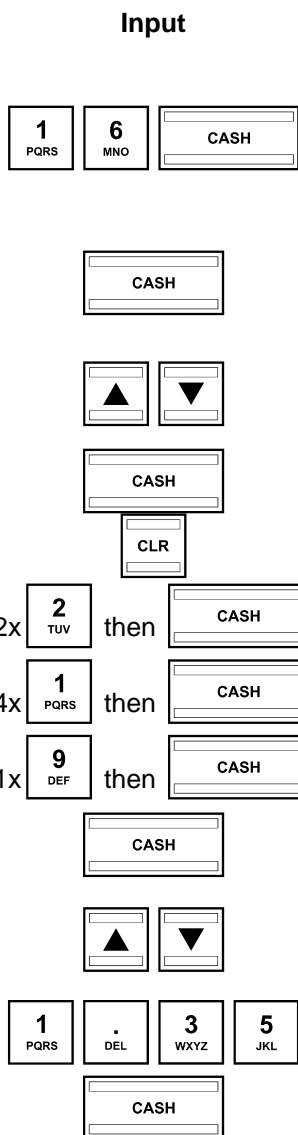 Input
1 6 CASH
PQRS MNO
CASH
▲ ▼
CASH
CLR
2x 2 TUV then CASH
4x 1 PQRS then CASH
1x 9 DEF then CASH
CASH
▲ ▼
1 . 3 5
PQRS DEL WXYZ JKL
CASH